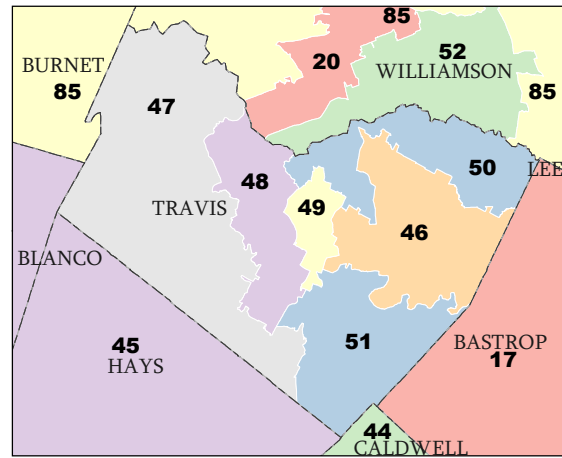 85
52
BURNET
20
WILLIAMSON
85
47
85
50
LEE
48
TRAVIS
49
46
BLANCO
45
HAYS
51
BASTROP
17
44
CALDWELL